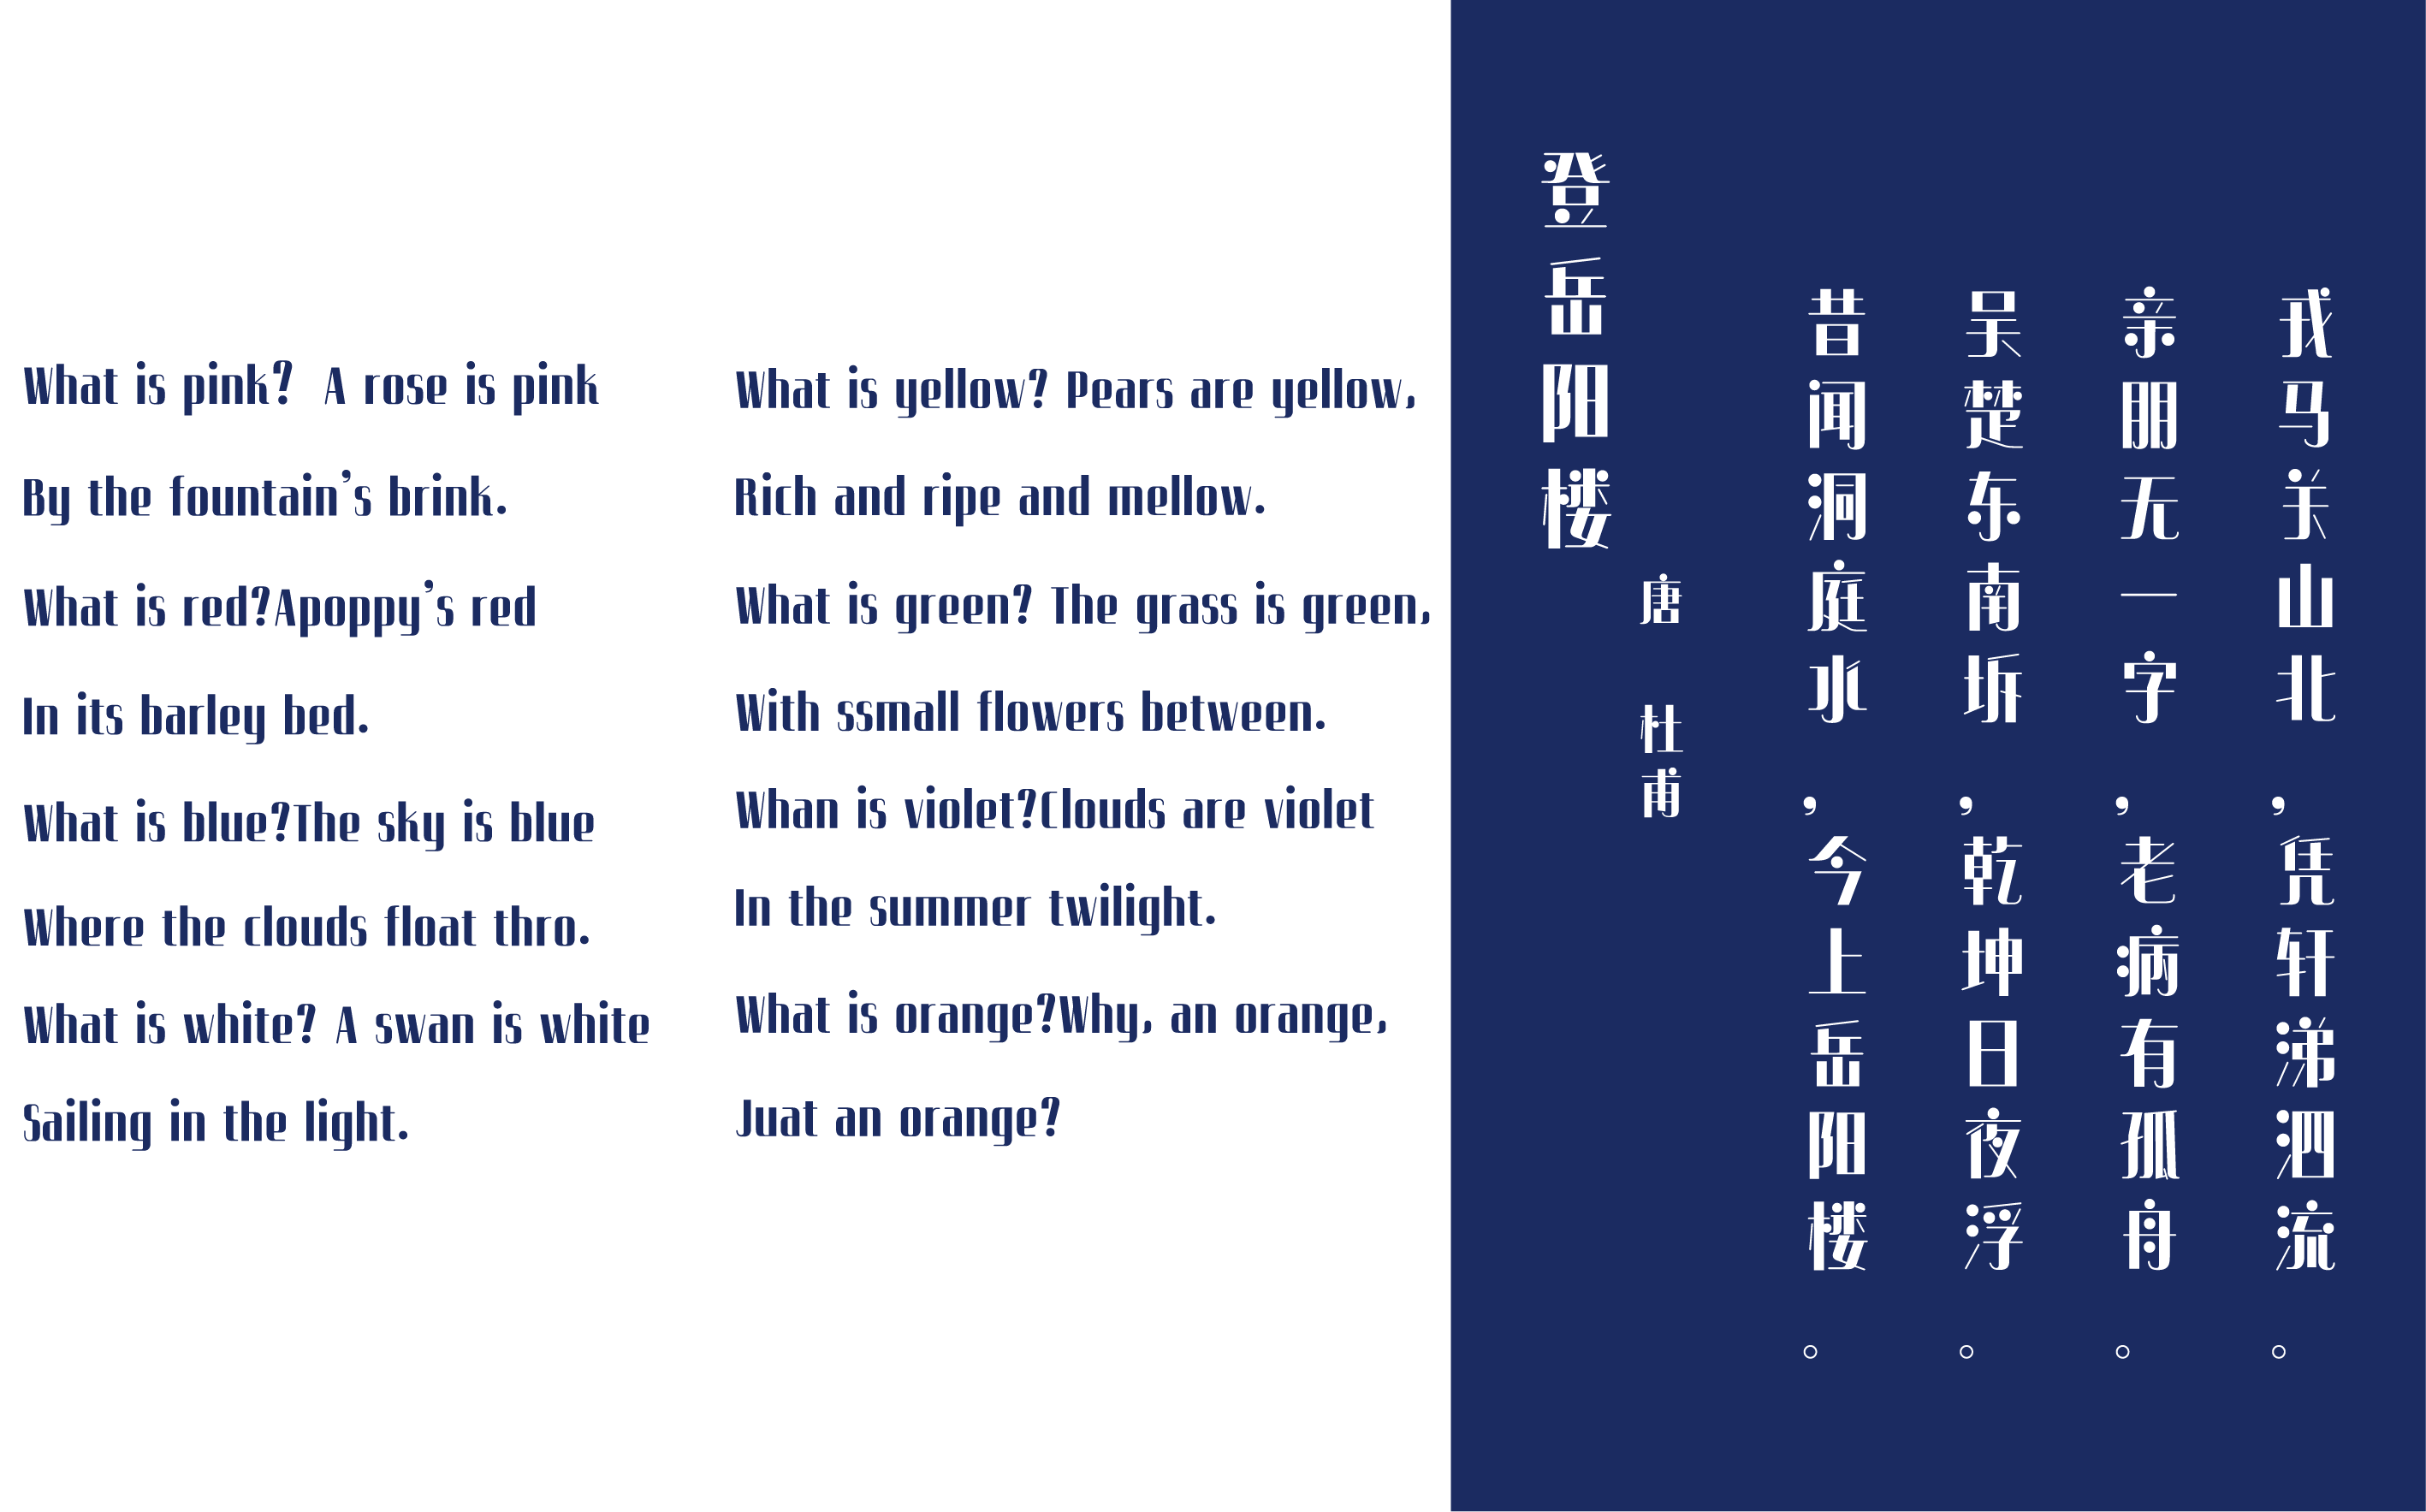 What is pink? A rose is pink
By the fountain's brink.
What is red?Apoppy's red
In its barley bed.
What is blue?The sky is blue
Where the clouds float thro.
What is white? A swan is white
Sailing in the light.
What is yellow? Pears are yellow,
Rich and ripe and mellow.
What is green? The grass is green,
With ssmall flowers between.
Whan is violet?Clouds are violet
In the summer twilight.
What is orange?Why, an orange,
Juat an orange?
登岳阳楼
唐 杜甫
昔闻洞庭水,今上岳阳楼。
吴楚东南坼,乾坤日夜浮。
亲朋无一字,老病有孤舟。
戎马关山北,凭轩涕泗流。